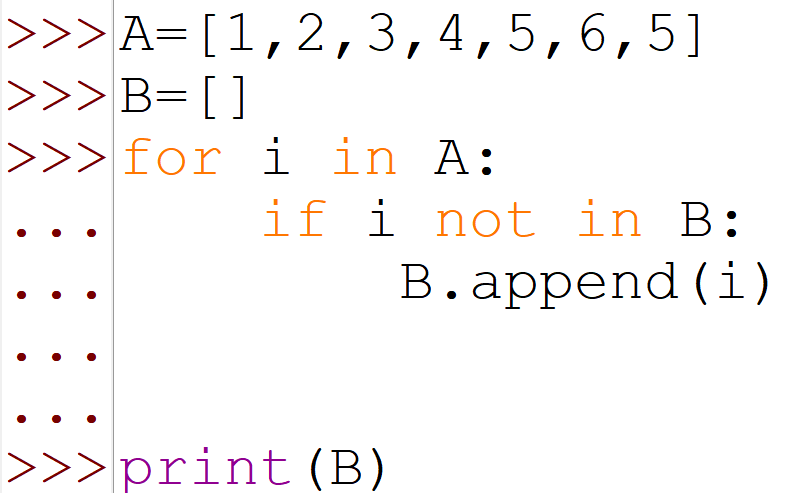 >>> A=[1,2,3,4,5,6,5]
>>> B=[]
>>> for i in A:
...     if i not in B:
...         B.append(i)
...
...
>>> print(B)